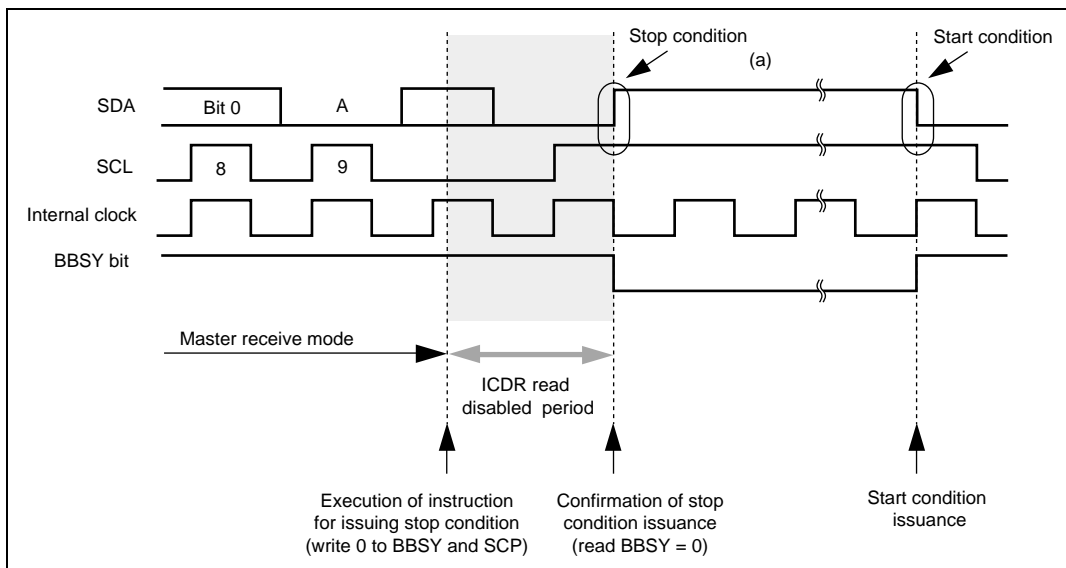 Stop condition
Start condition
(a)
SDA
Bit 0
A
SCL
8
9
Internal clock
BBSY bit
Master receive mode
ICDR read
disabled period
Execution of instruction
for issuing stop condition
(write 0 to BBSY and SCP)
Confirmation of stop
condition issuance
(read BBSY = 0)
Start condition
issuance